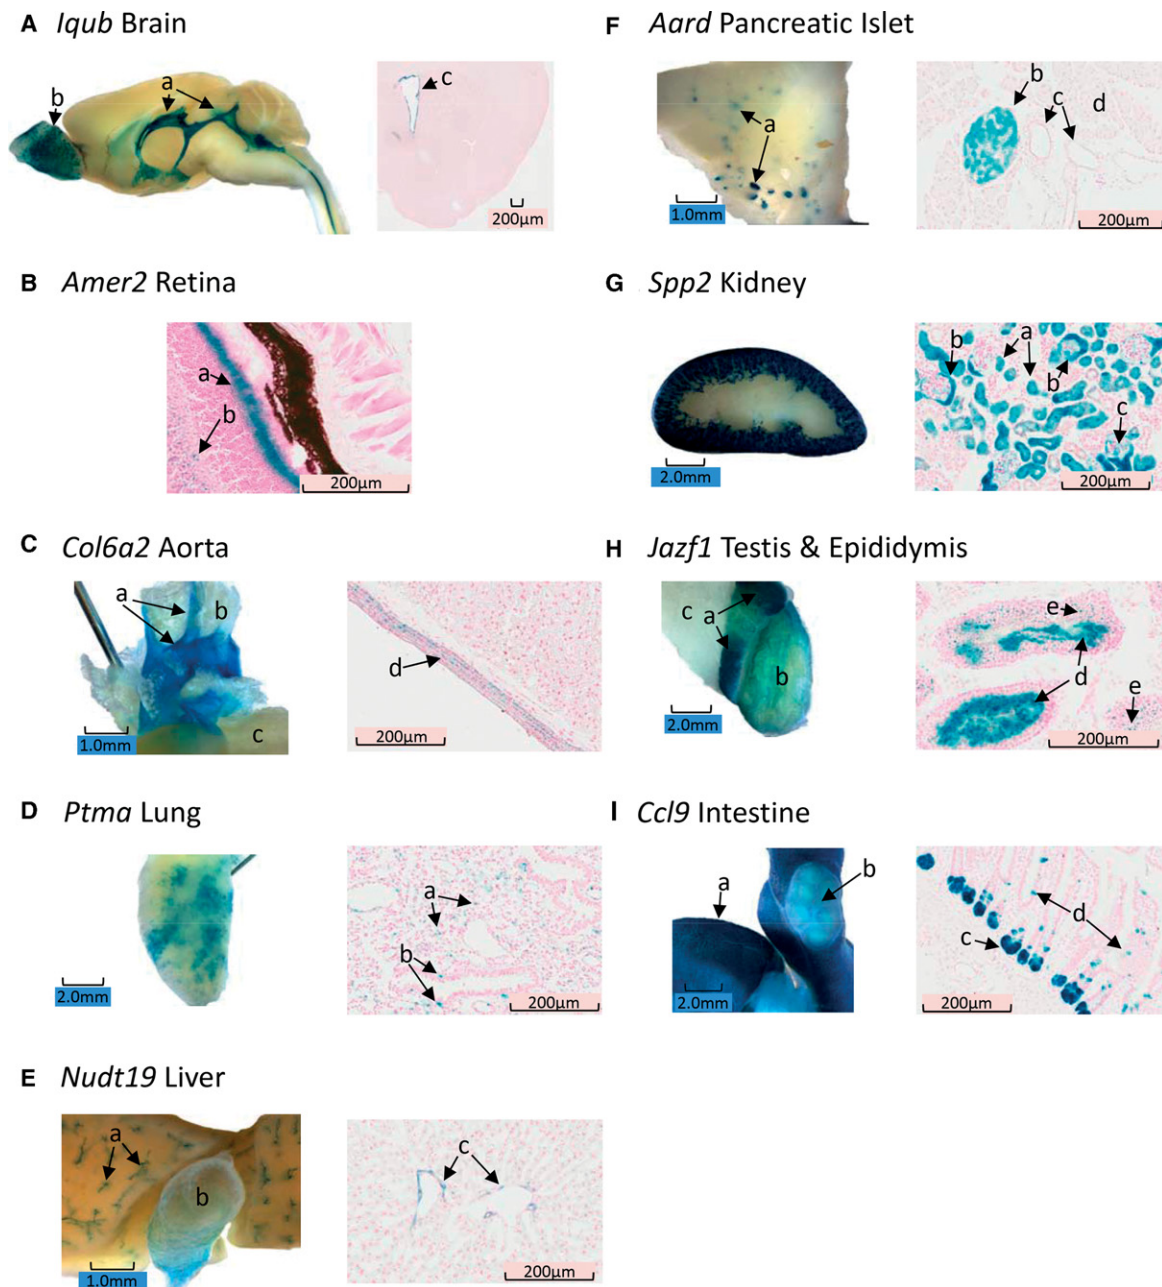 A Iqub Brain
b
a
c
200µm
B Amer2 Retina
a
b
200µm
C Col6a2 Aorta
a
b
c
1.0mm
d
200µm
D Ptma Lung
2.0mm
a
b
200µm
E Nudt19 Liver
a
b
1.0mm
c
200µm
F Aard Pancreatic Islet
a
1.0mm
b
c
d
200µm
G Spp2 Kidney
2.0mm
b
a
b
c
200µm
H Jazf1 Testis & Epididymis
c
a
b
2.0mm
e
d
e
200µm
I Ccl9 Intestine
a
b
2.0mm
d
c
200µm